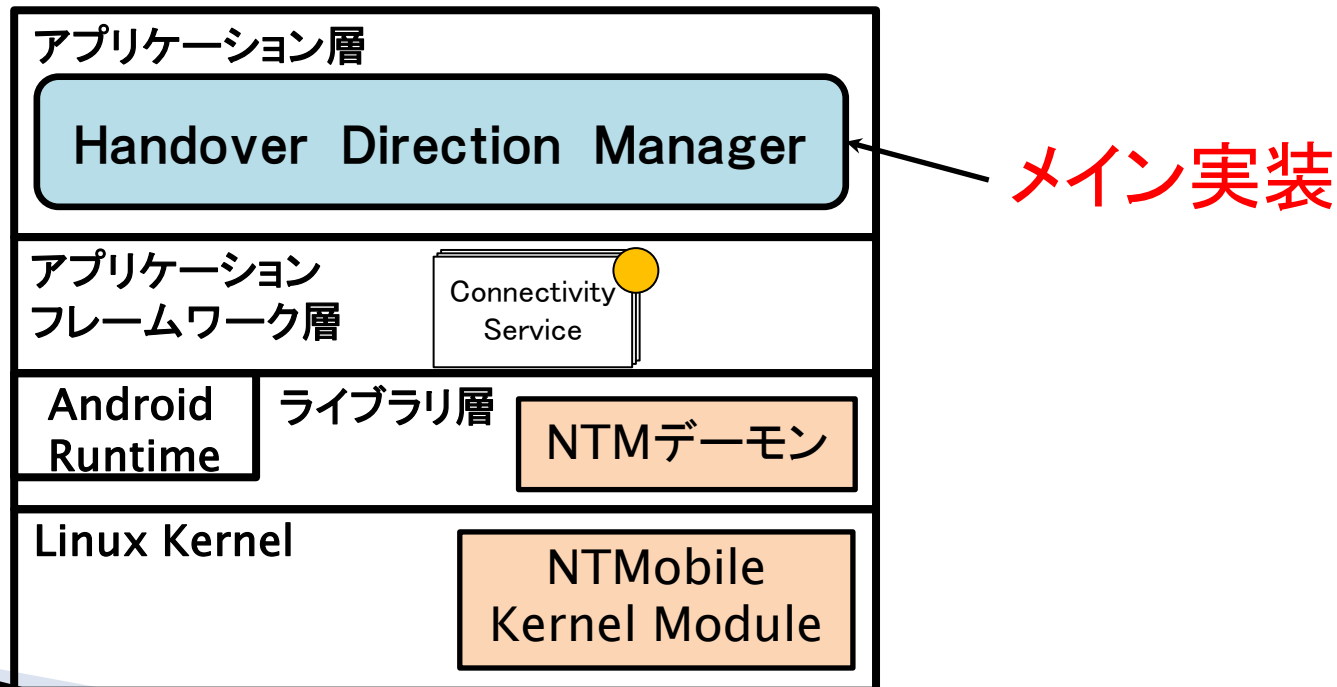 アプリケーション層
Handover Direction Manager
メイン実装
アプリケーション
フレームワーク層
Connectivity
Service
Android
Runtime
ライブラリ層
NTMデーモン
Linux Kernel
NTMobile
Kernel Module